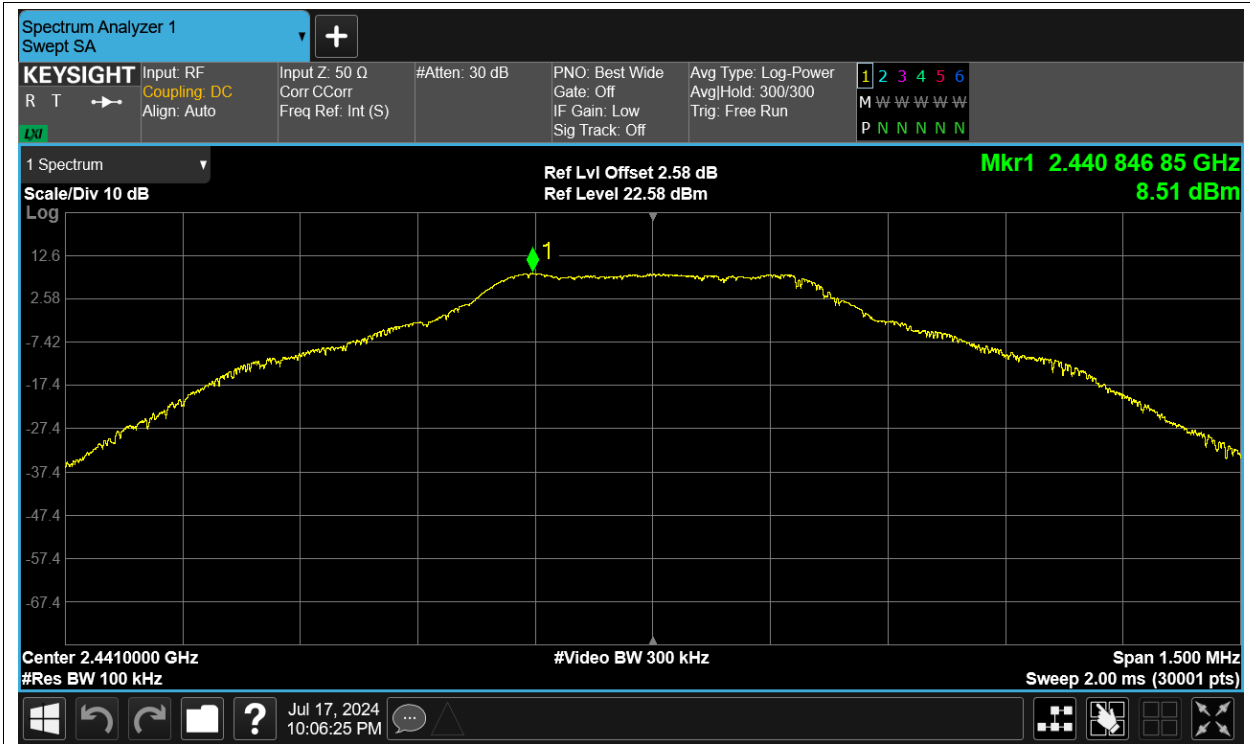 Spectrum Analyzer 1
Swept SA
KEYSIGHT
R T
LXI
Input: RF
Coupling: DC
Align: Auto
Input Z: 50 Ω
Corr CCorr
Freq Ref: Int (S)
#Atten: 30 dB
PNO: Best Wide
Gate: Off
IF Gain: Low
Sig Track: Off
Avg Type: Log-Power
Avg|Hold: 300/300
Trig: Free Run
1 2 3 4 5 6
M W W W W W W
P N N N N N
1 Spectrum
Scale/Div 10 dB
Log
Ref Lvl Offset 2.58 dB
Ref Level 22.58 dBm
Mkr1 2.440 846 85 GHz
8.51 dBm
1
12.6
2.58
-7.42
-17.4
-27.4
-37.4
-47.4
-57.4
-67.4
Center 2.4410000 GHz
#Video BW 300 kHz
Span 1.500 MHz
#Res BW 100 kHz
Sweep 2.00 ms (30001 pts)
?
Jul 17, 2024
10:06:25 PM